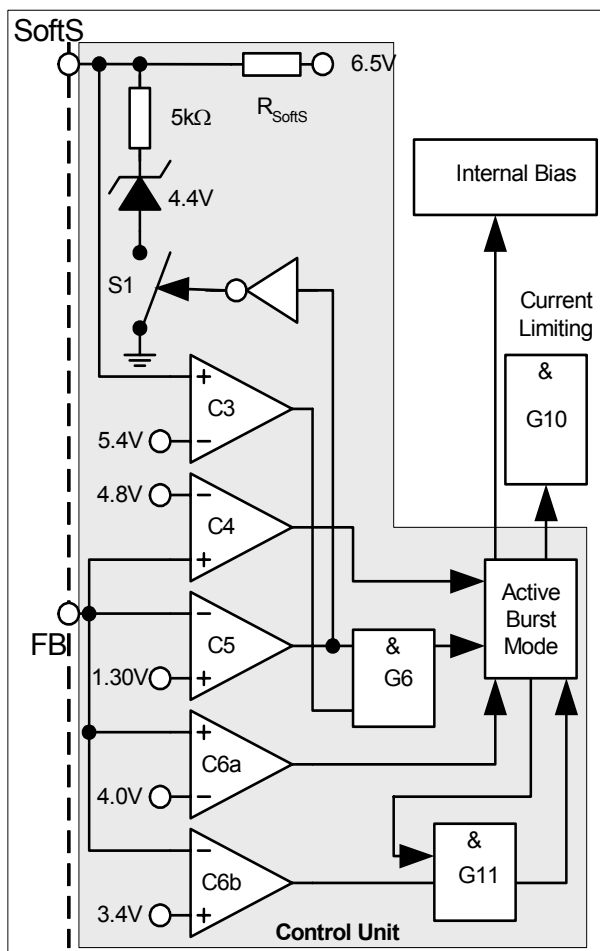 SoftS
6.5V
5kΩ
R_SoftS
4.4V
Internal Bias
S1
Current
Limiting
+
C3
&
G10
5.4V
−
4.8V
−
C4
+
Active
Burst
Mode
FB
−
C5
&
G6
1.30V
+
+
C6a
4.0V
−
−
C6b
&
G11
3.4V
+
Control Unit